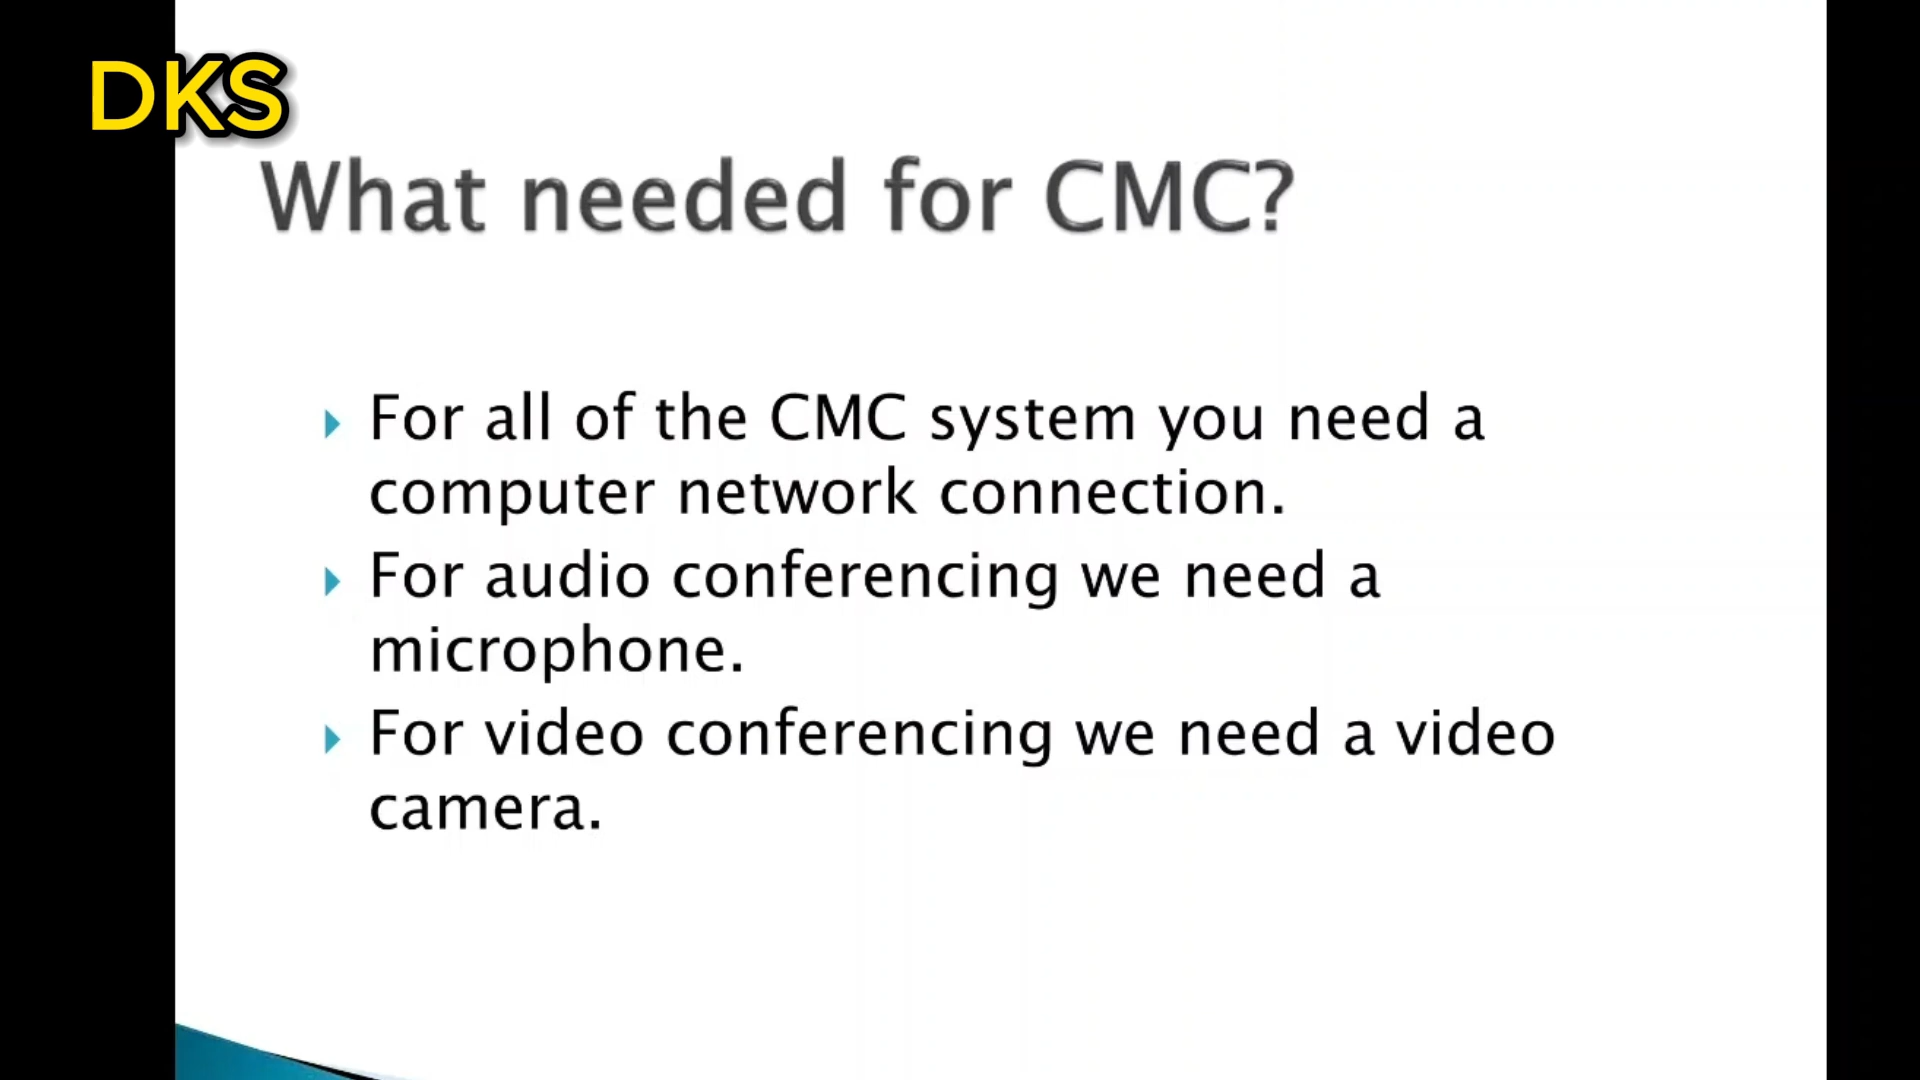 DKS
What needed for CMC?
For all of the CMC system you need a
computer network connection.
For audio conferencing we need a
microphone.
For video conferencing we need a video
camera.